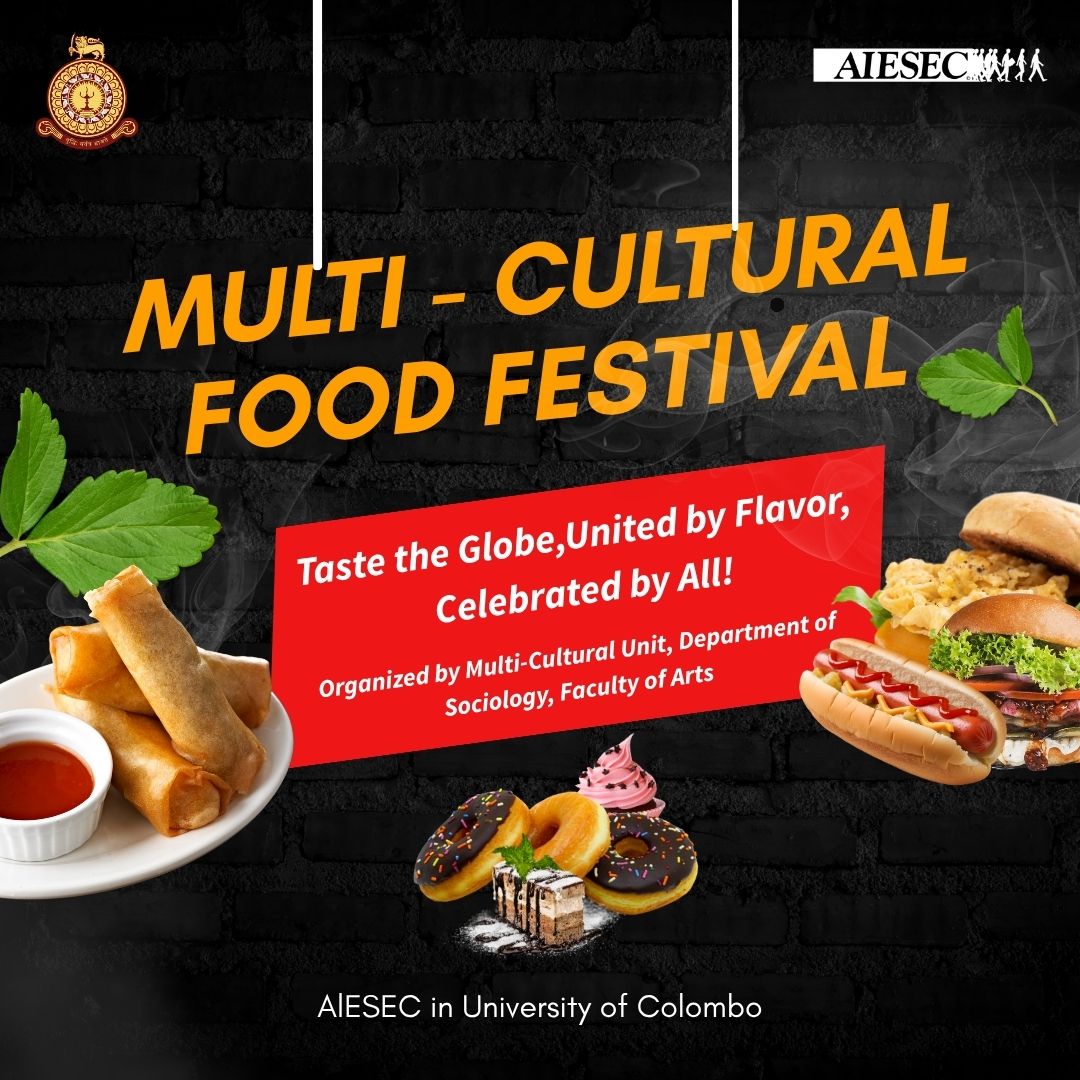 AIESEC
MULTI - CULTURAL
FOOD FESTIVAL
Taste the Globe,United by Flavor,
Celebrated by All!
Organized by Multi-Cultural Unit, Department of
Sociology, Faculty of Arts
AlESEC in University of Colombo